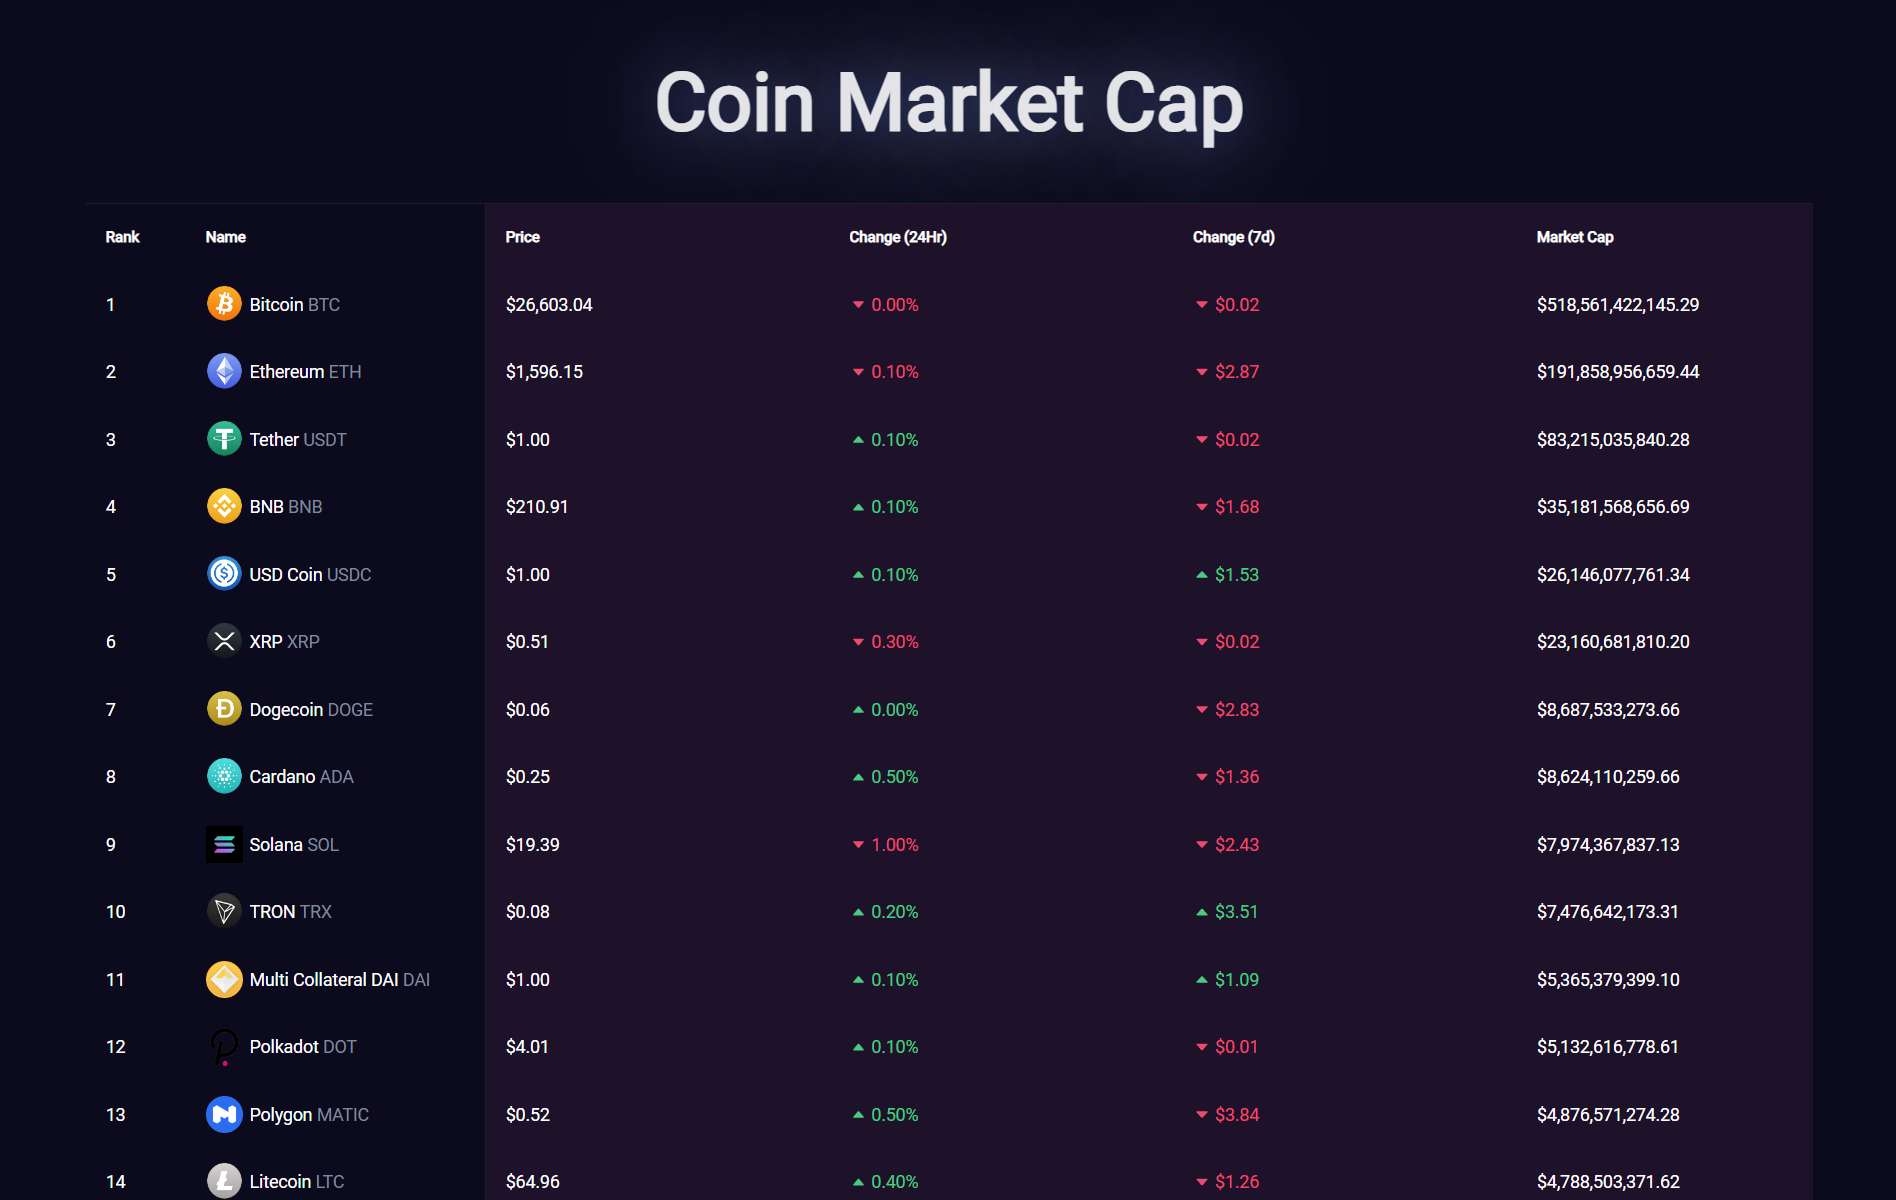 Coin Market Cap
Rank Name Price Change (24Hr) Change (7d) Market Cap
1 Bitcoin BTC $26,603.04 0.00% $0.02 $518,561,422,145.29
2 Ethereum ETH $1,596.15 0.10% $2.87 $191,858,956,659.44
3 Tether USDT $1.00 0.10% $0.02 $83,215,035,840.28
4 BNB BNB $210.91 0.10% $1.68 $35,181,568,656.69
5 USD Coin USDC $1.00 0.10% $1.53 $26,146,077,761.34
6 XRP XRP $0.51 0.30% $0.02 $23,160,681,810.20
7 Dogecoin DOGE $0.06 0.00% $2.83 $8,687,533,273.66
8 Cardano ADA $0.25 0.50% $1.36 $8,624,110,259.66
9 Solana SOL $19.39 1.00% $2.43 $7,974,367,837.13
10 TRON TRX $0.08 0.20% $3.51 $7,476,642,173.31
11 Multi Collateral DAI DAI $1.00 0.10% $1.09 $5,365,379,399.10
12 Polkadot DOT $4.01 0.10% $0.01 $5,132,616,778.61
13 Polygon MATIC $0.52 0.50% $3.84 $4,876,571,274.28
14 Litecoin LTC $64.96 0.40% $1.26 $4,788,503,371.62